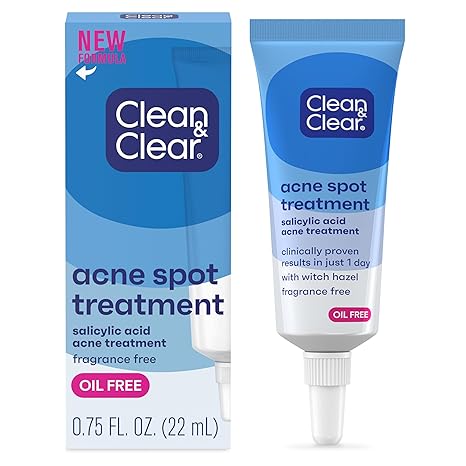 NEW
FORMULA
Clean
&
Clear®
acne spot
treatment
salicylic acid
acne treatment
fragrance free
OIL FREE
0.75 FL. OZ. (22 mL)
Clean
&
Clear®
acne spot
treatment
salicylic acid
acne treatment
clinically proven
results in just 1 day
with witch hazel
fragrance free
OIL FREE